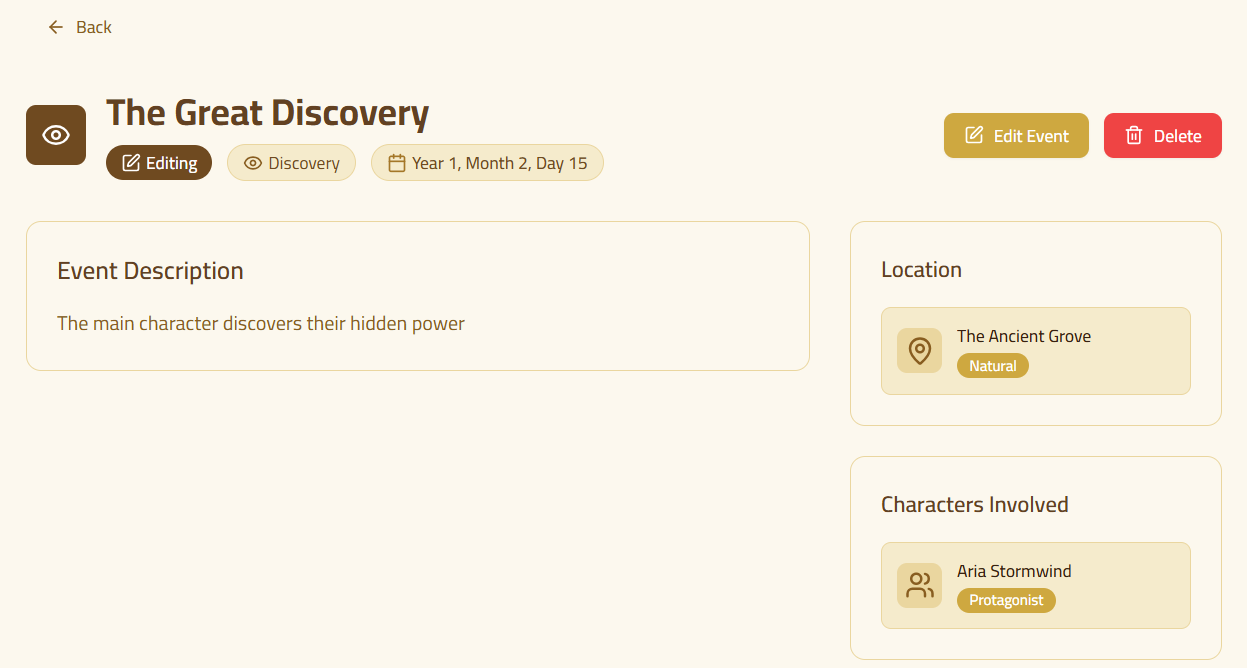 Back
The Great Discovery
Editing
Discovery
Year 1, Month 2, Day 15
Edit Event
Delete
Event Description
The main character discovers their hidden power
Location
The Ancient Grove
Natural
Characters Involved
Aria Stormwind
Protagonist